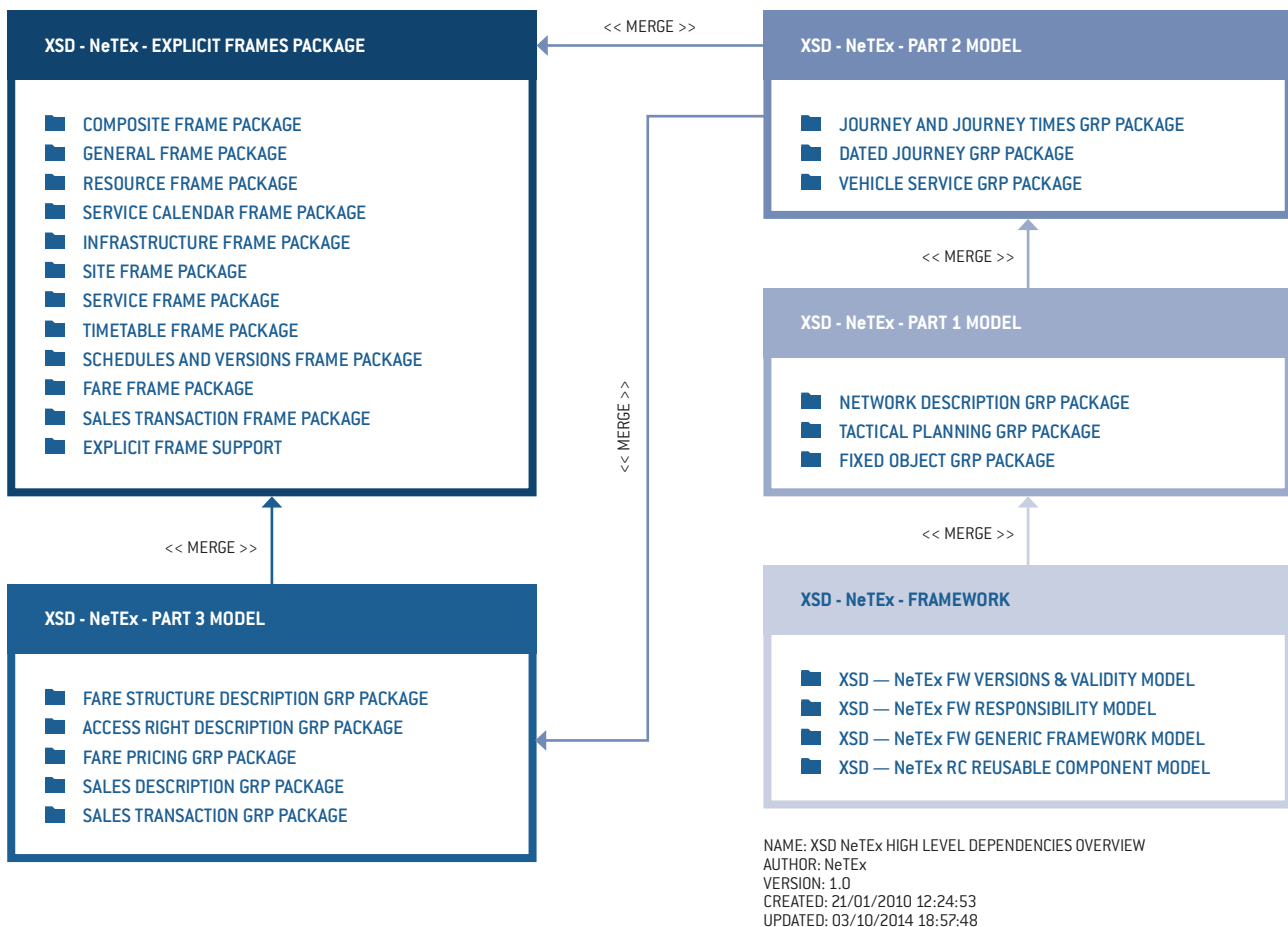 XSD - NeTEx - EXPLICIT FRAMES PACKAGE
COMPOSITE FRAME PACKAGE
GENERAL FRAME PACKAGE
RESOURCE FRAME PACKAGE
SERVICE CALENDAR FRAME PACKAGE
INFRASTRUCTURE FRAME PACKAGE
SITE FRAME PACKAGE
SERVICE FRAME PACKAGE
TIMETABLE FRAME PACKAGE
SCHEDULES AND VERSIONS FRAME PACKAGE
FARE FRAME PACKAGE
SALES TRANSACTION FRAME PACKAGE
EXPLICIT FRAME SUPPORT
<< MERGE >>
XSD - NeTEx - PART 3 MODEL
FARE STRUCTURE DESCRIPTION GRP PACKAGE
ACCESS RIGHT DESCRIPTION GRP PACKAGE
FARE PRICING GRP PACKAGE
SALES DESCRIPTION GRP PACKAGE
SALES TRANSACTION GRP PACKAGE
<< MERGE >>
<< MERGE >>
XSD - NeTEx - PART 2 MODEL
JOURNEY AND JOURNEY TIMES GRP PACKAGE
DATED JOURNEY GRP PACKAGE
VEHICLE SERVICE GRP PACKAGE
<< MERGE >>
XSD - NeTEx - PART 1 MODEL
NETWORK DESCRIPTION GRP PACKAGE
TACTICAL PLANNING GRP PACKAGE
FIXED OBJECT GRP PACKAGE
<< MERGE >>
XSD - NeTEx - FRAMEWORK
XSD — NeTEx FW VERSIONS & VALIDITY MODEL
XSD — NeTEx FW RESPONSIBILITY MODEL
XSD — NeTEx FW GENERIC FRAMEWORK MODEL
XSD — NeTEx RC REUSABLE COMPONENT MODEL
NAME: XSD NeTEx HIGH LEVEL DEPENDENCIES OVERVIEW
AUTHOR: NeTEx
VERSION: 1.0
CREATED: 21/01/2010 12:24:53
UPDATED: 03/10/2014 18:57:48